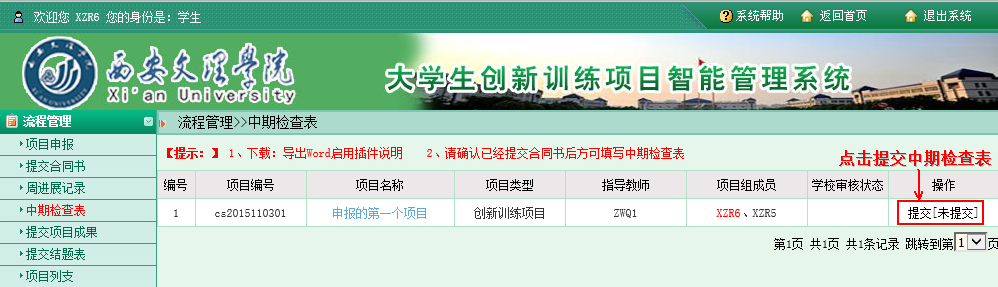 欢迎您 XZR6 您的身份是：学生
系统帮助 返回首页 退出系统
西安文理学院
Xi'an University
大学生创新训练项目智能管理系统
流程管理
流程管理>>中期检查表
项目申报
提交合同书
周进展记录
中期检查表
提交项目成果
提交结题表
项目列支
【提示：】 1、下载：导出Word启用插件说明 2、请确认已经提交合同书后方可填写中期检查表
点击提交中期检查表
编号 项目编号 项目名称 项目类型 指导教师 项目组成员 学校审核状态 操作
1 cs2015110301 申报的第一个项目 创新训练项目 ZWQ1 XZR6、XZR5 提交[未提交]
第1页 共1页 共1条记录 跳转到第 1 页